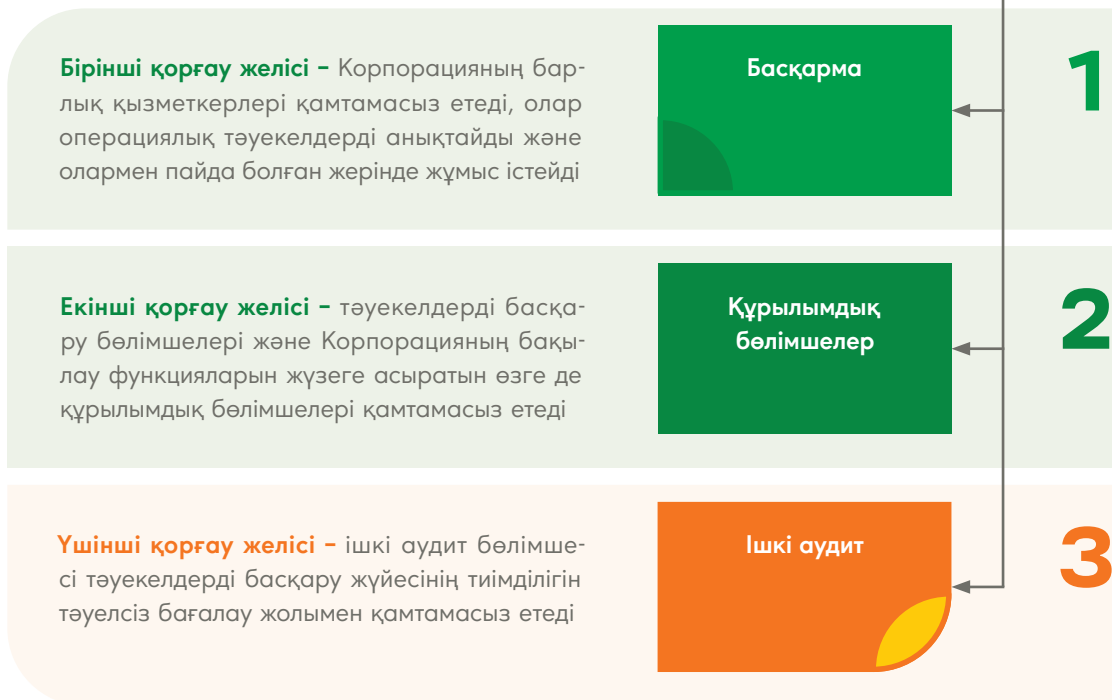 Бірінші қорғау желісі – Корпорацияның бар-
лық қызметкерлері қамтамасыз етеді, олар
операциялық тәуекелдерді анықтайды және
олармен пайда болған жерінде жұмыс істейді
Басқарма
1
Екінші қорғау желісі – тәуекелдерді басқа-
ру бөлімшелері және Корпорацияның бақы-
лау функцияларын жүзеге асыратын өзге де
құрылымдық бөлімшелері қамтамасыз етеді
Құрылымдық
бөлімшелер
2
Үшінші қорғау желісі – ішкі аудит бөлімше-
сі тәуекелдерді басқару жүйесінің тиімділігін
тәуелсіз бағалау жолымен қамтамасыз етеді
Ішкі аудит
3